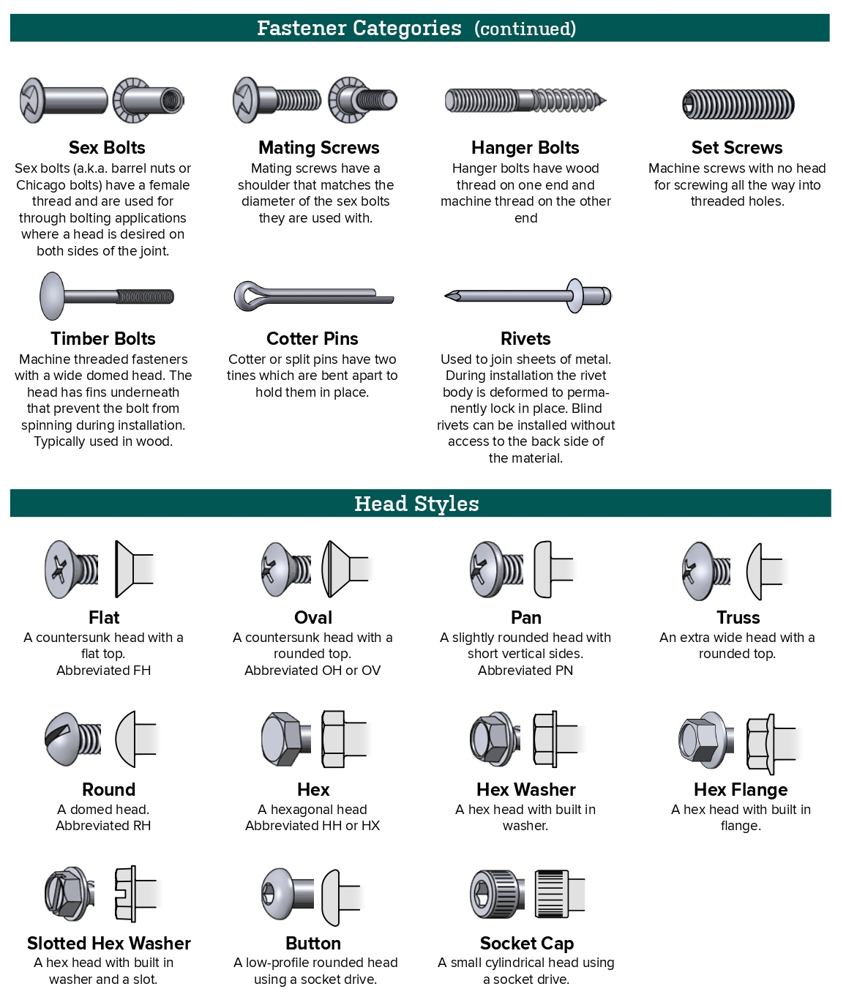 Fastener Categories (continued)
Sex Bolts
Sex bolts (a.k.a. barrel nuts or
Chicago bolts) have a female
thread and are used for
through bolting applications
where a head is desired on
both sides of the joint.
Mating Screws
Mating screws have a
shoulder that matches the
diameter of the sex bolts
they are used with.
Hanger Bolts
Hanger bolts have wood
thread on one end and
machine thread on the other
end
Set Screws
Machine screws with no head
for screwing all the way into
threaded holes.
Timber Bolts
Machine threaded fasteners
with a wide domed head. The
head has fins underneath
that prevent the bolt from
spinning during installation.
Typically used in wood.
Cotter Pins
Cotter or split pins have two
tines which are bent apart to
hold them in place.
Rivets
Used to join sheets of metal.
During installation the rivet
body is deformed to perma-
nently lock in place. Blind
rivets can be installed without
access to the back side of
the material.
Head Styles
Flat
A countersunk head with a
flat top.
Abbreviated FH
Oval
A countersunk head with a
rounded top.
Abbreviated OH or OV
Pan
A slightly rounded head with
short vertical sides.
Abbreviated PN
Truss
An extra wide head with a
rounded top.
Round
A domed head.
Abbreviated RH
Hex
A hexagonal head
Abbreviated HH or HX
Hex Washer
A hex head with built in
washer.
Hex Flange
A hex head with built in
flange.
Slotted Hex Washer
A hex head with built in
washer and a slot.
Button
A low-profile rounded head
using a socket drive.
Socket Cap
A small cylindrical head using
a socket drive.